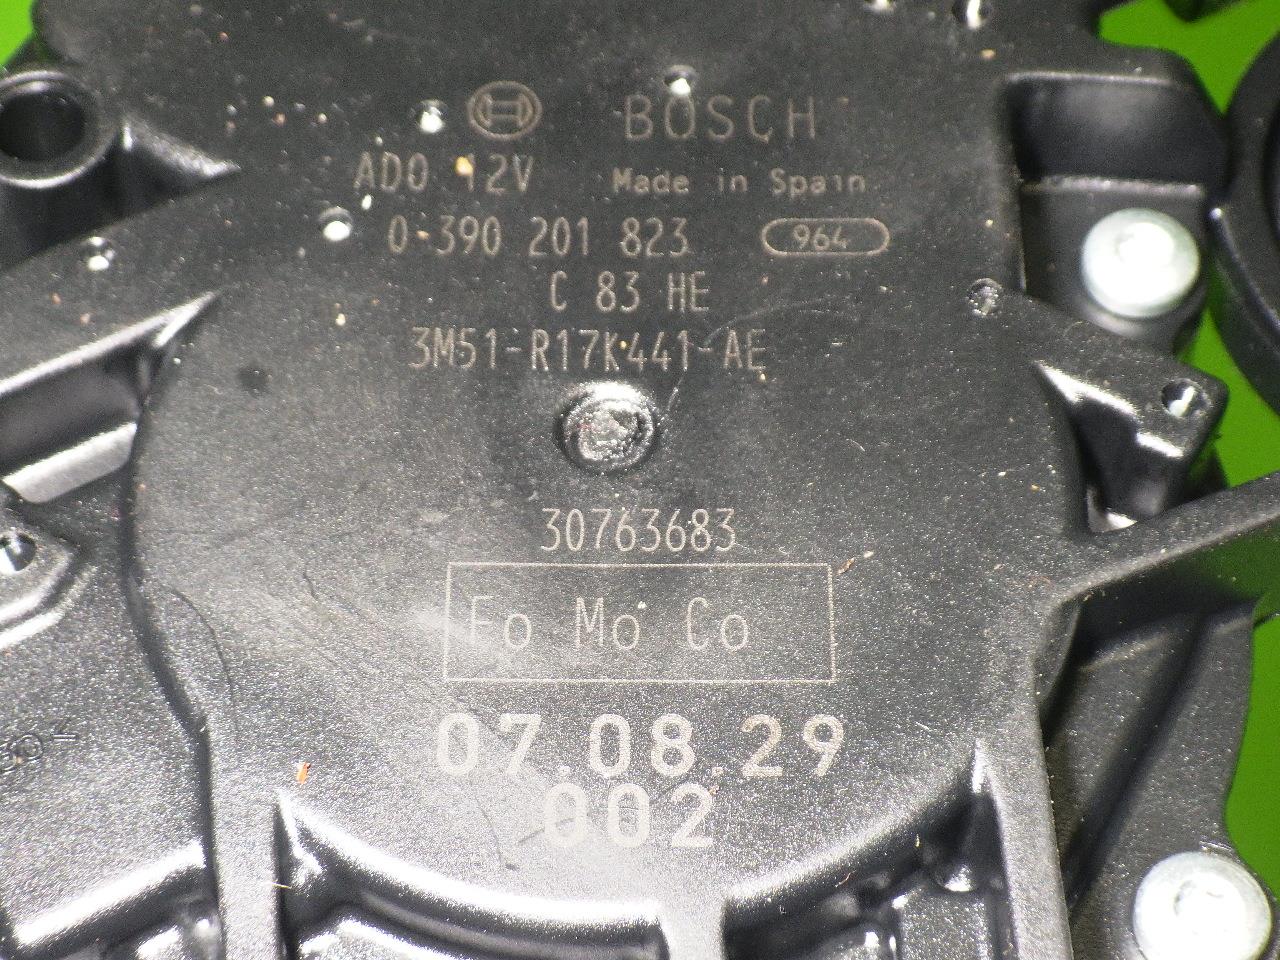 BOSCH
AD0 12V Made in Spain
0 390 201 823 964
C 83 HE
3M51-R17K441-AE
30763683
Fo Mo Co
07.08.29
002